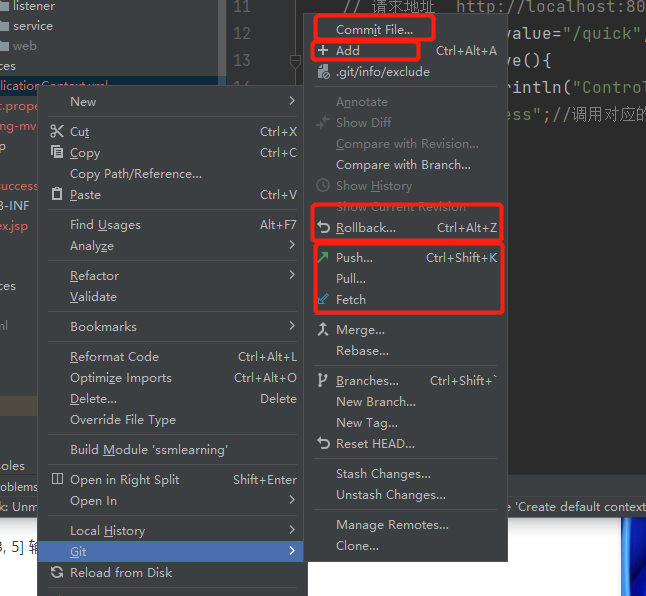 listener
service
web
ces
licationContext.xml
t.prope
ng-mv
p
success
B-INF
ex.jsp
ces
ml
oles
oblems
k: Unm
3, 5] 输
11
12
13
// 请求地址 http://localhost:80
value="/quick"
ve(){
rintln("Control
ess";//调用对应的
e 'Create default context
New
Cut Ctrl+X
Copy Ctrl+C
Copy Path/Reference...
Paste Ctrl+V
Find Usages Alt+F7
Analyze
Refactor
Validate
Bookmarks
Reformat Code Ctrl+Alt+L
Optimize Imports Ctrl+Alt+O
Delete... Delete
Override File Type
Build Module 'ssmlearning'
Open in Right Split Shift+Enter
Open In
Local History
Git
Reload from Disk
Commit File...
Add Ctrl+Alt+A
.git/info/exclude
Annotate
Show Diff
Compare with Revision...
Compare with Branch...
Show History
Show Current Revision
Rollback... Ctrl+Alt+Z
Push... Ctrl+Shift+K
Pull...
Fetch
Merge...
Rebase...
Branches... Ctrl+Shift+`
New Branch...
New Tag...
Reset HEAD...
Stash Changes...
Unstash Changes...
Manage Remotes...
Clone...